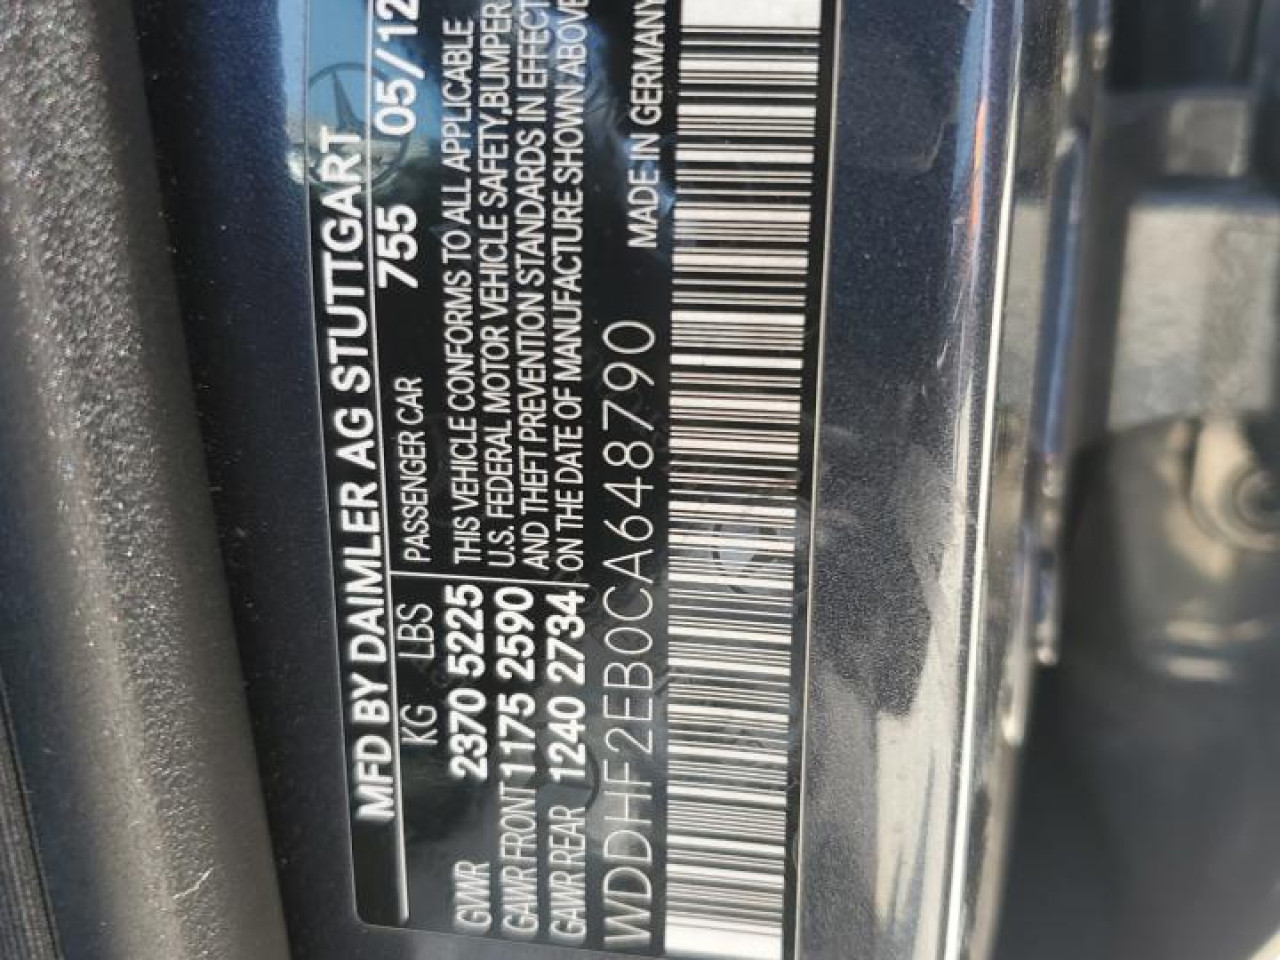 MFD BY DAIMLER AG STUTTGART
KG LBS PASSENGER CAR 755 05/12
GVWR 2370 5225 THIS VEHICLE CONFORMS TO ALL APPLICABLE
GAWR FRONT 1175 2590 U.S. FEDERAL MOTOR VEHICLE SAFETY,BUMPER
AND THEFT PREVENTION STANDARDS IN EFFECT
GAWR REAR 1240 2734 ON THE DATE OF MANUFACTURE SHOWN ABOVE
WDDHF2EB0CA648790 MADE IN GERMANY